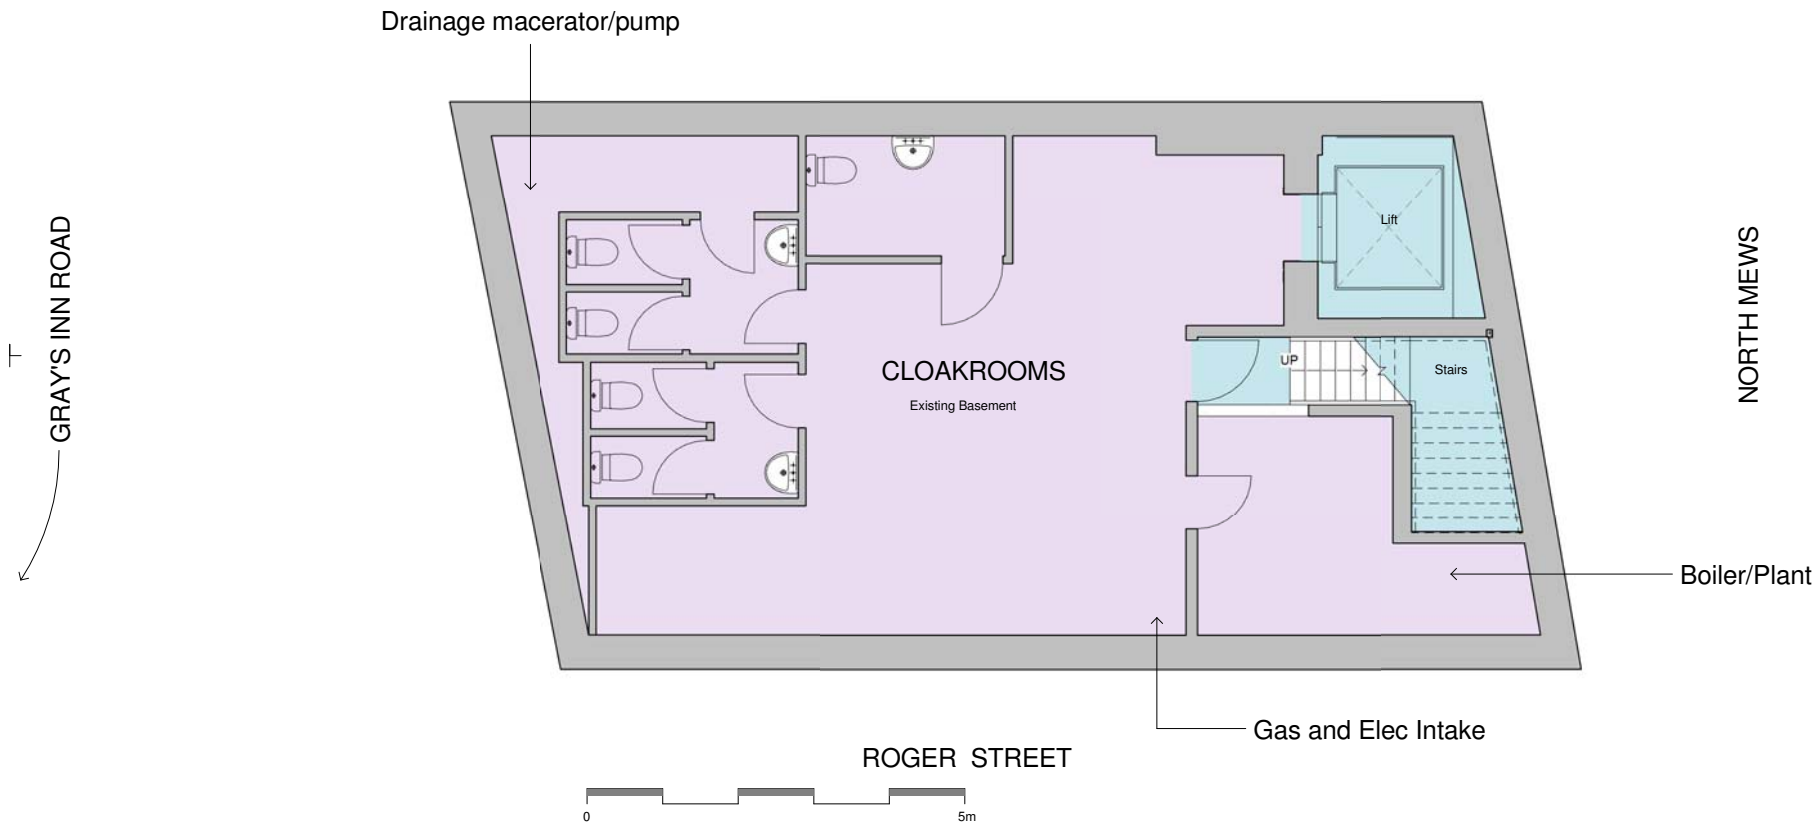 Drainage macerator/pump
GRAY'S INN ROAD
NORTH MEWS
Lift
UP
Stairs
CLOAKROOMS
Existing Basement
Boiler/Plant
Gas and Elec Intake
ROGER STREET
0
5m